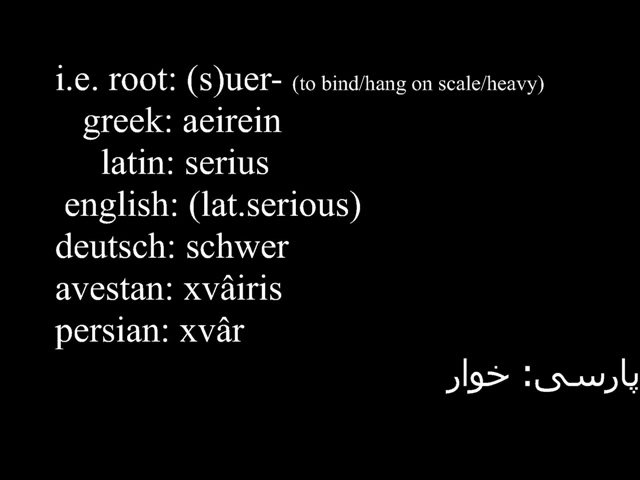 i.e. root: (s)uer- (to bind/hang on scale/heavy)
greek: aeirein
latin: serius
english: (lat.serious)
deutsch: schwer
avestan: xvâiris
persian: xvâr
پارسی: خوار